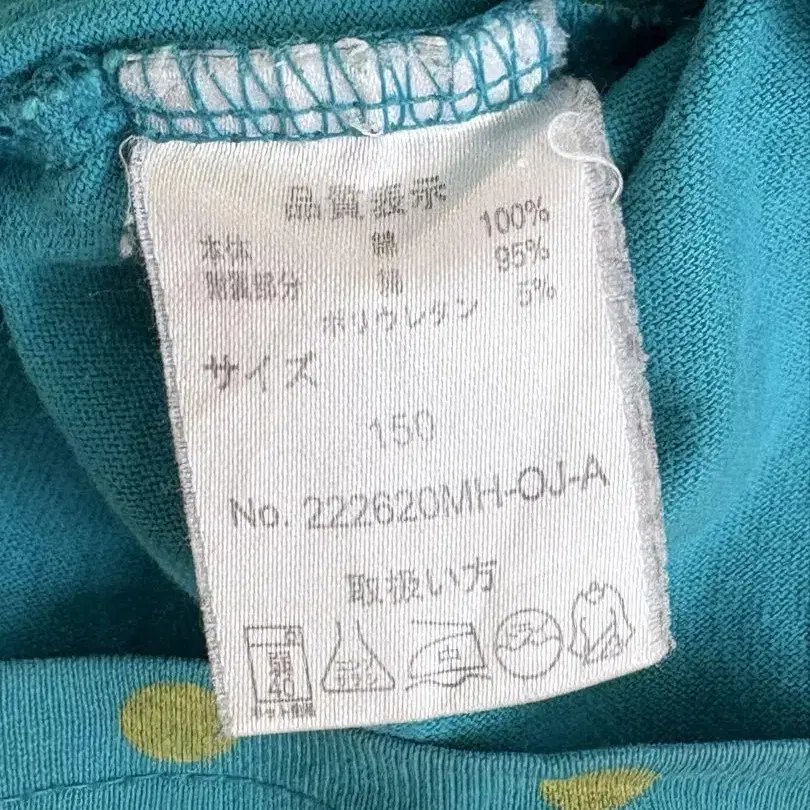 品質表示
本体 綿 100%
附属部分 綿 95%
ポリウレタン 5%
サイズ
150
No. 222620MH-OJ-A
取扱い方
40